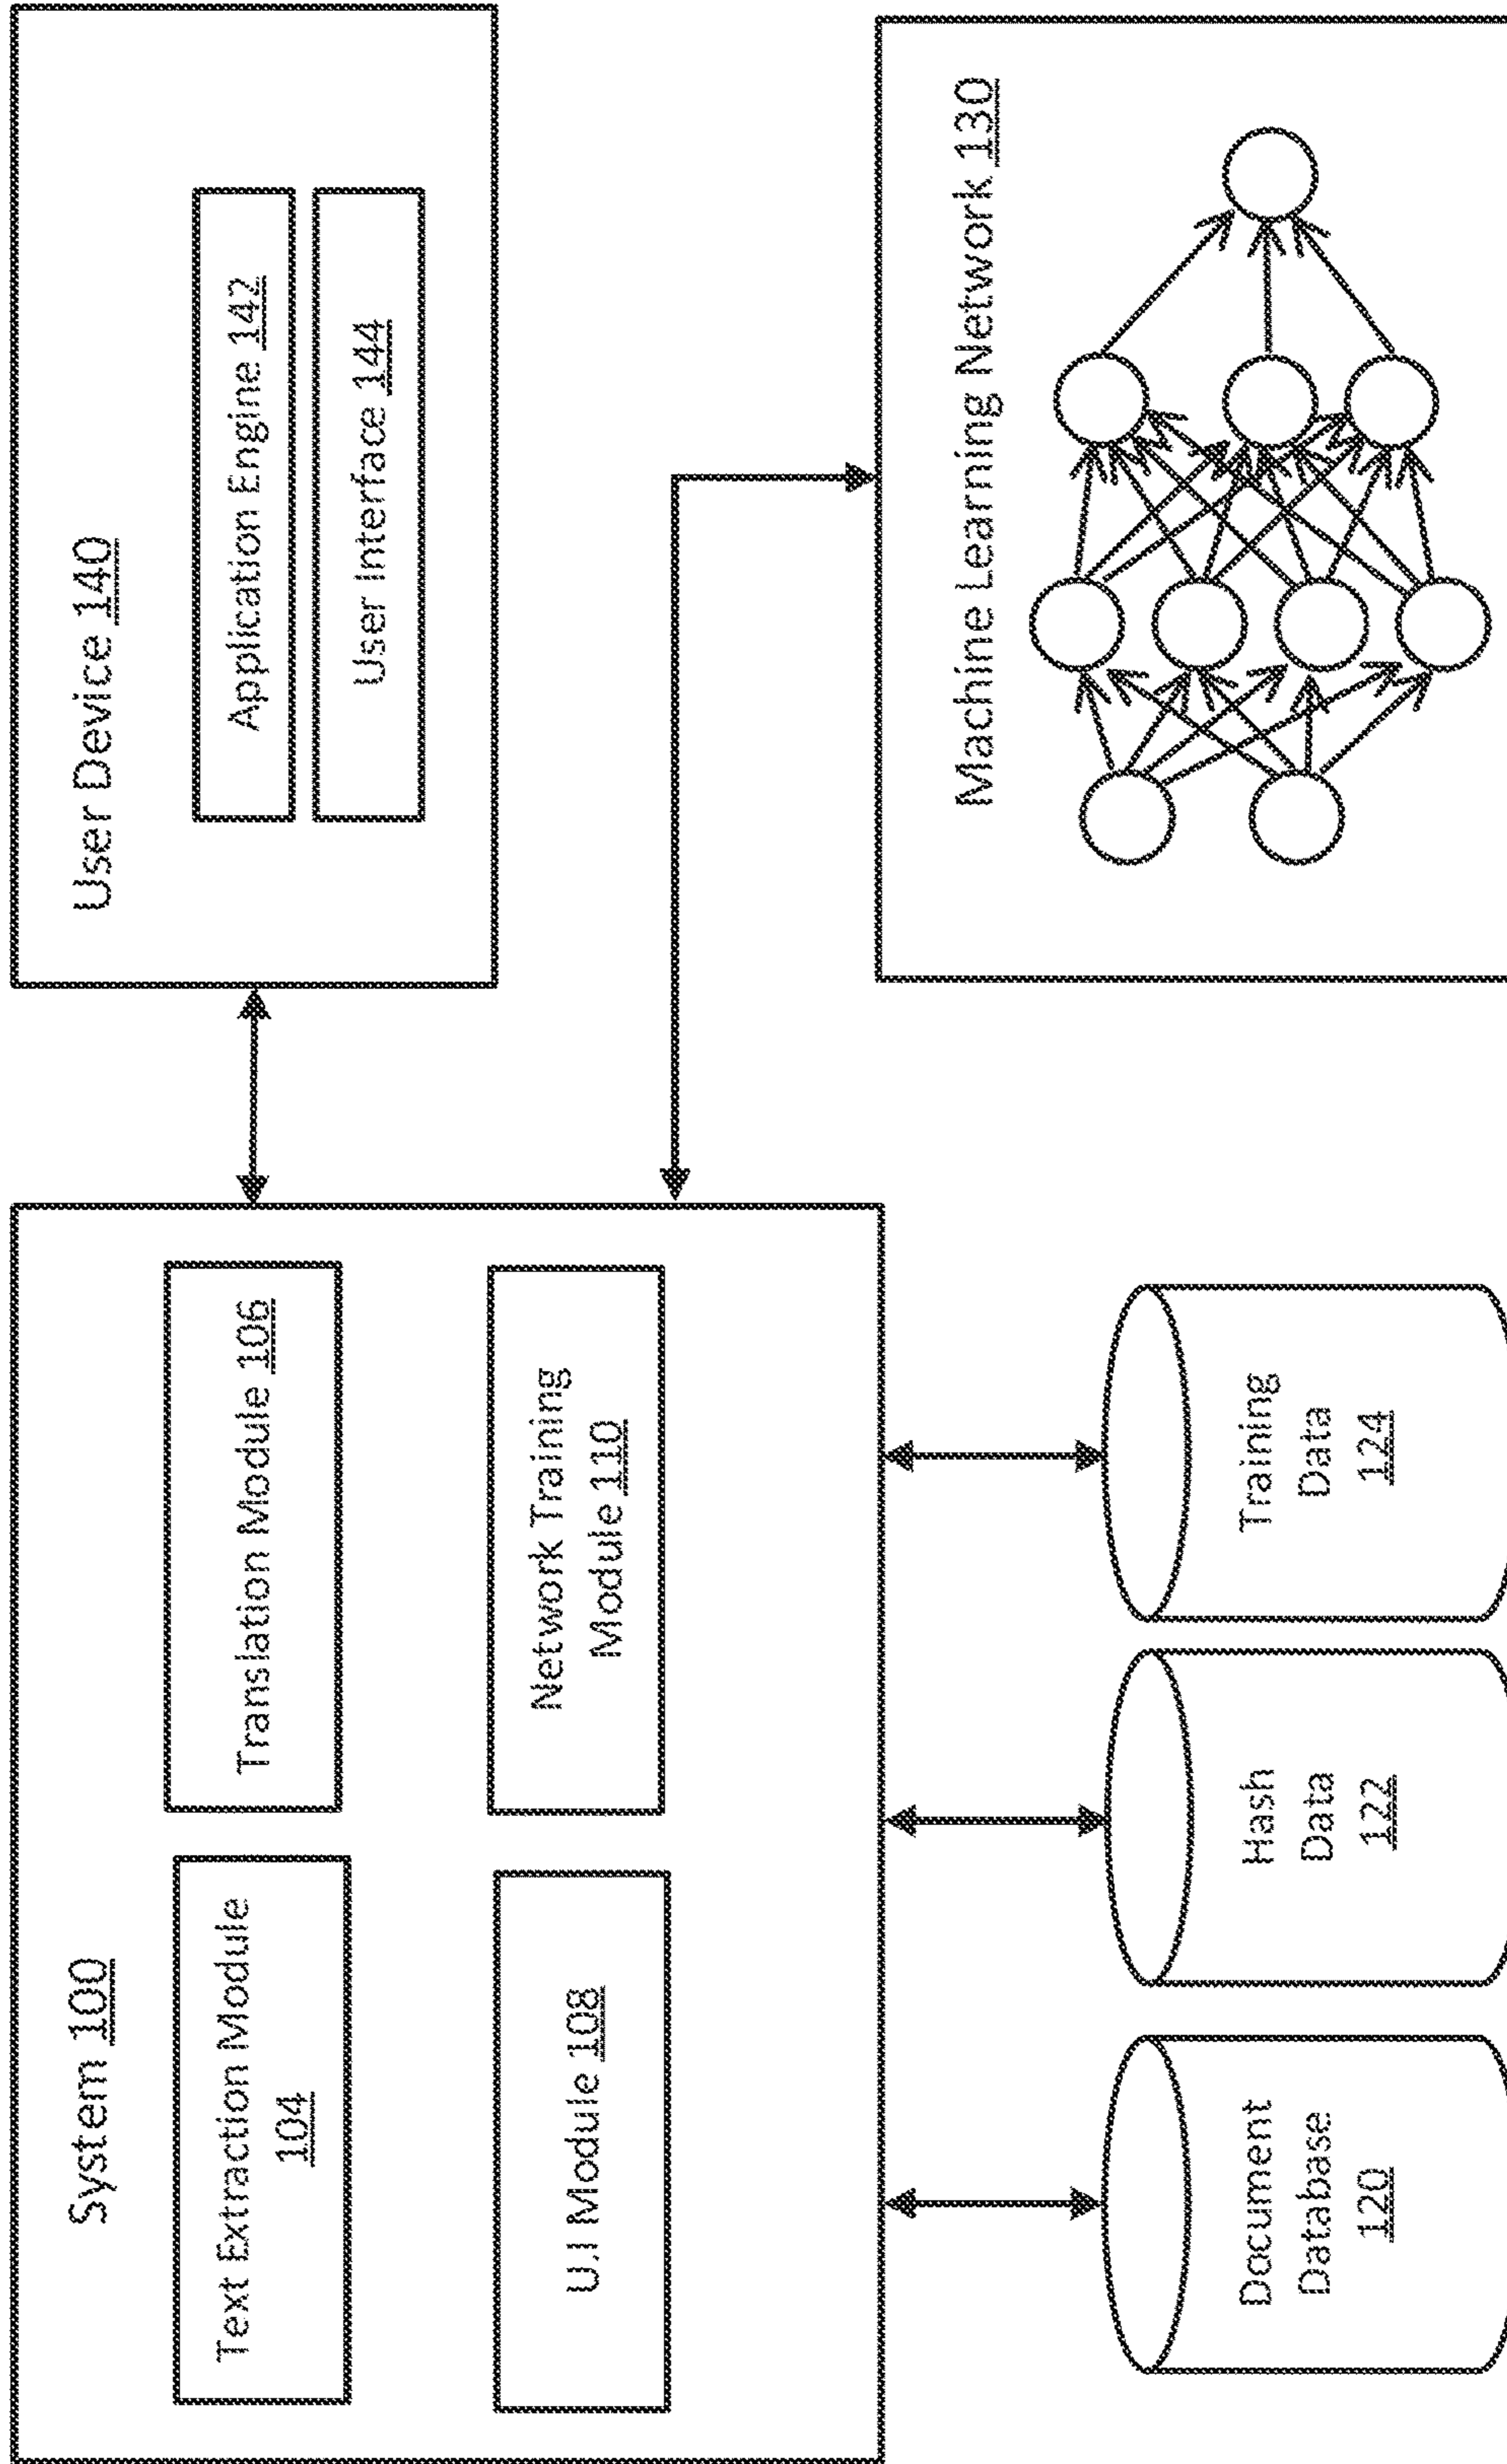 System 100
Text Extraction Module
104
Translation Module 106
U.I Module 108
Network Training
Module 110
User Device 140
Application Engine 142
User Interface 144
Document
Database
120
Hash
Data
122
Training
Data
124
Machine Learning Network 130